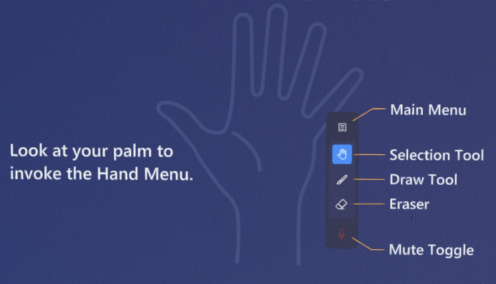 Look at your palm to
invoke the Hand Menu.
Main Menu
Selection Tool
Draw Tool
Eraser
Mute Toggle